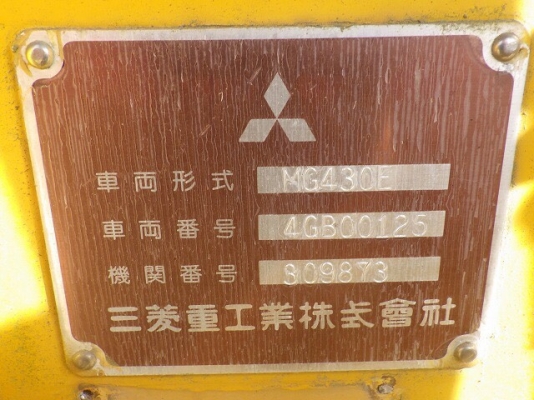 車両形式 MG430E
車両番号 4GB00125
機関番号 809873
三菱重工業株式會社